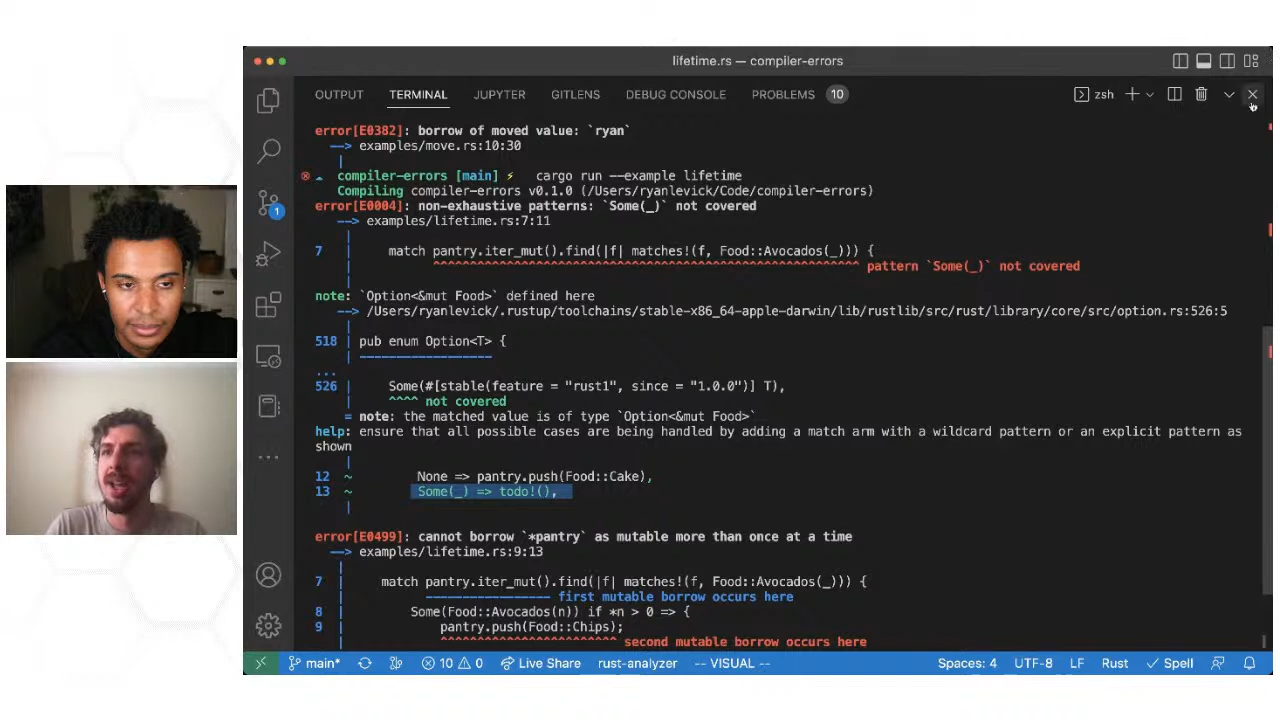 lifetime.rs — compiler-errors
OUTPUT TERMINAL JUPYTER GITLENS DEBUG CONSOLE PROBLEMS 10 zsh
error[E0382]: borrow of moved value: `ryan`
--> examples/move.rs:10:30
|
compiler-errors [main] ⚡ cargo run --example lifetime
Compiling compiler-errors v0.1.0 (/Users/ryanlevick/Code/compiler-errors)
error[E0004]: non-exhaustive patterns: `Some(_)` not covered
--> examples/lifetime.rs:7:11
|
7 | match pantry.iter_mut().find(|f| matches!(f, Food::Avocados(_))) {
| ^^^^^^^^^^^^^^^^^^^^^^^^^^^^^^^^^^^^^^^^^^^^^^^^^^^^^^^^^^ pattern `Some(_)` not covered
|
note: `Option<&mut Food>` defined here
--> /Users/ryanlevick/.rustup/toolchains/stable-x86_64-apple-darwin/lib/rustlib/src/rust/library/core/src/option.rs:526:5
|
518 | pub enum Option<T> {
| ------------------
...
526 | Some(#[stable(feature = "rust1", since = "1.0.0")] T),
| ^^^^ not covered
= note: the matched value is of type `Option<&mut Food>`
help: ensure that all possible cases are being handled by adding a match arm with a wildcard pattern or an explicit pattern as
shown
|
12 ~ None => pantry.push(Food::Cake),
13 ~ Some(_) => todo!(),
|
error[E0499]: cannot borrow `*pantry` as mutable more than once at a time
--> examples/lifetime.rs:9:13
|
7 | match pantry.iter_mut().find(|f| matches!(f, Food::Avocados(_))) {
| ----------------- first mutable borrow occurs here
8 | Some(Food::Avocados(n)) if *n > 0 => {
9 | pantry.push(Food::Chips);
| ^^^^^^^^^^^^^^^^^^^^^^^^ second mutable borrow occurs here
1
main* 10 0 Live Share rust-analyzer -- VISUAL -- Spaces: 4 UTF-8 LF Rust Spell